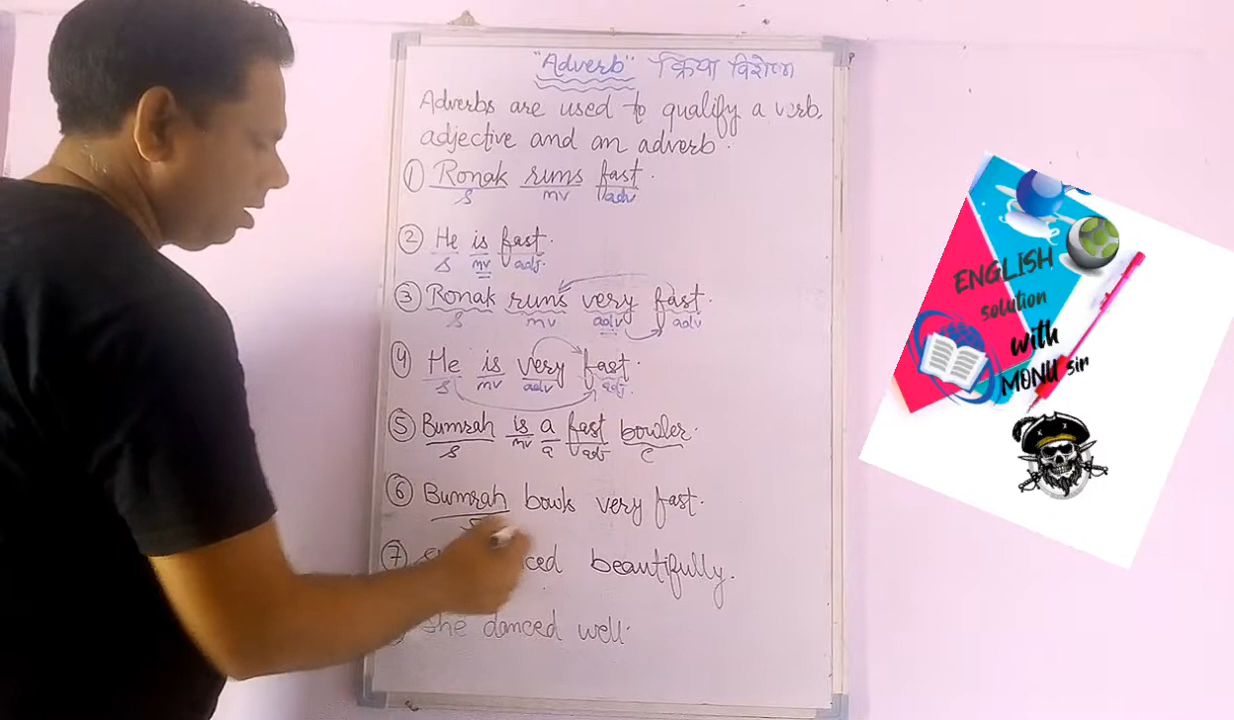 "Adverb" क्रिया विशेषण
Adverbs are used to qualify a verb,
adjective and an adverb.
① Ronak runs fast.
S mv adv
② He is fast.
S mv adj.
③ Ronak runs very fast.
S mv adv adv
④ He is very fast.
S mv adv adj.
⑤ Bumrah is a fast bowler.
S mv a adj C
⑥ Bumrah bowls very fast.
⑦ beautifully.
She danced well.
ENGLISH
solution
with
MONU sir